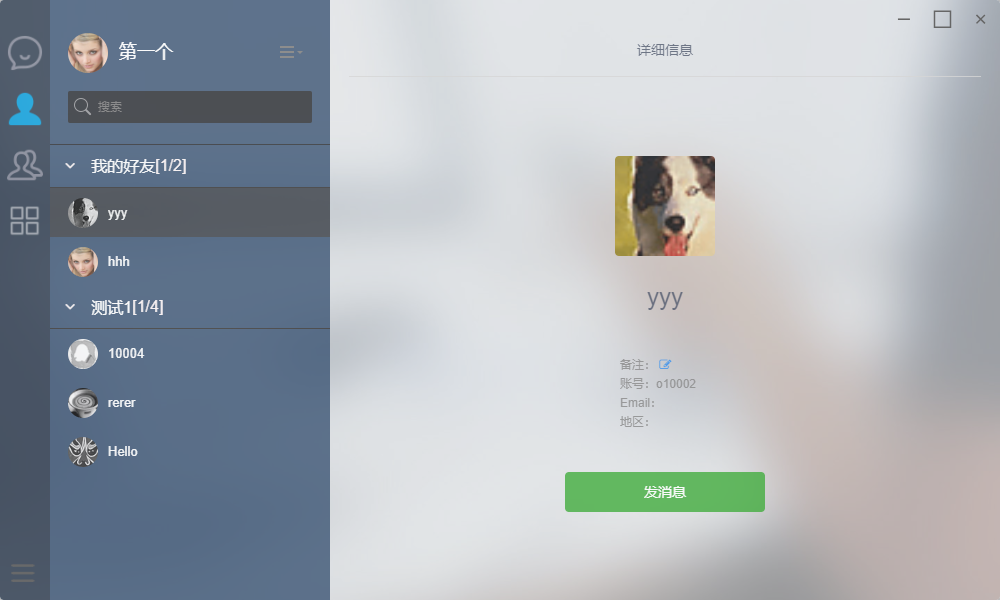 第一个
搜索
我的好友[1/2]
yyy
hhh
测试1[1/4]
10004
rerer
Hello
详细信息
yyy
备注：
账号：o10002
Email：
地区：
发消息